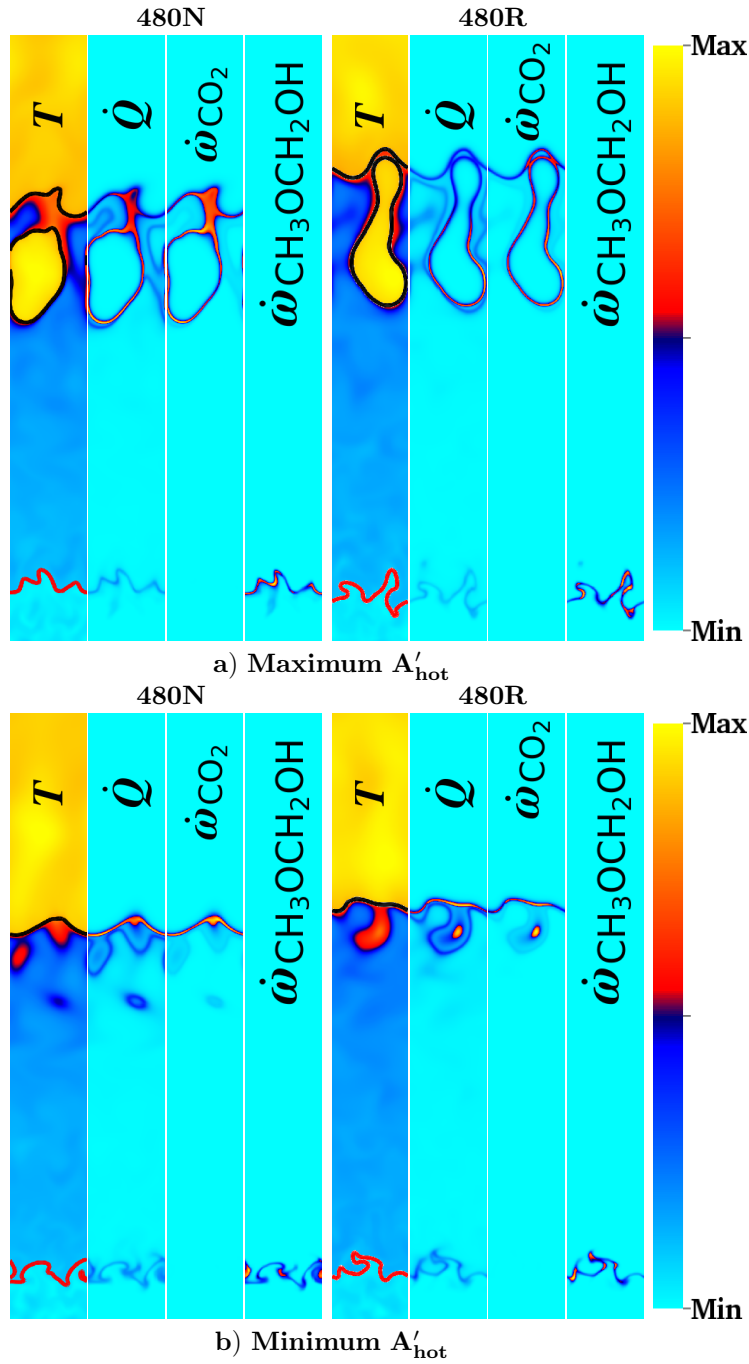 480N 480R
T Q̇ ω̇CO₂ ω̇CH₃OCH₂OH T Q̇ ω̇CO₂ ω̇CH₃OCH₂OH
Max
Min
a) Maximum A′hot
480N 480R
T Q̇ ω̇CO₂ ω̇CH₃OCH₂OH T Q̇ ω̇CO₂ ω̇CH₃OCH₂OH
Max
Min
b) Minimum A′hot